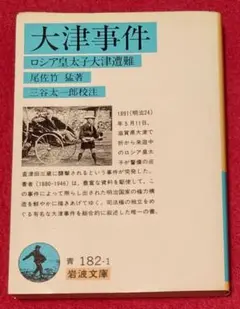 大津事件
ロシア皇太子大津遭難
尾佐竹 猛著
三谷太一郎校注
1891(明治24)
年5月11日,
滋賀県大津で
折から来遊中
のロシア皇太
子が警備の巡
査津田三蔵に襲撃されるという事件が突発した.
著者(1880-1946)は,豊富な資料を駆使して,こ
の事件によって照らし出された明治国家の権力構
造を鮮やかに描きあげてゆく.司法権の独立をめ
ぐる有名な大津事件を総合的に叙述した唯一の書.
青 182-1
岩波文庫